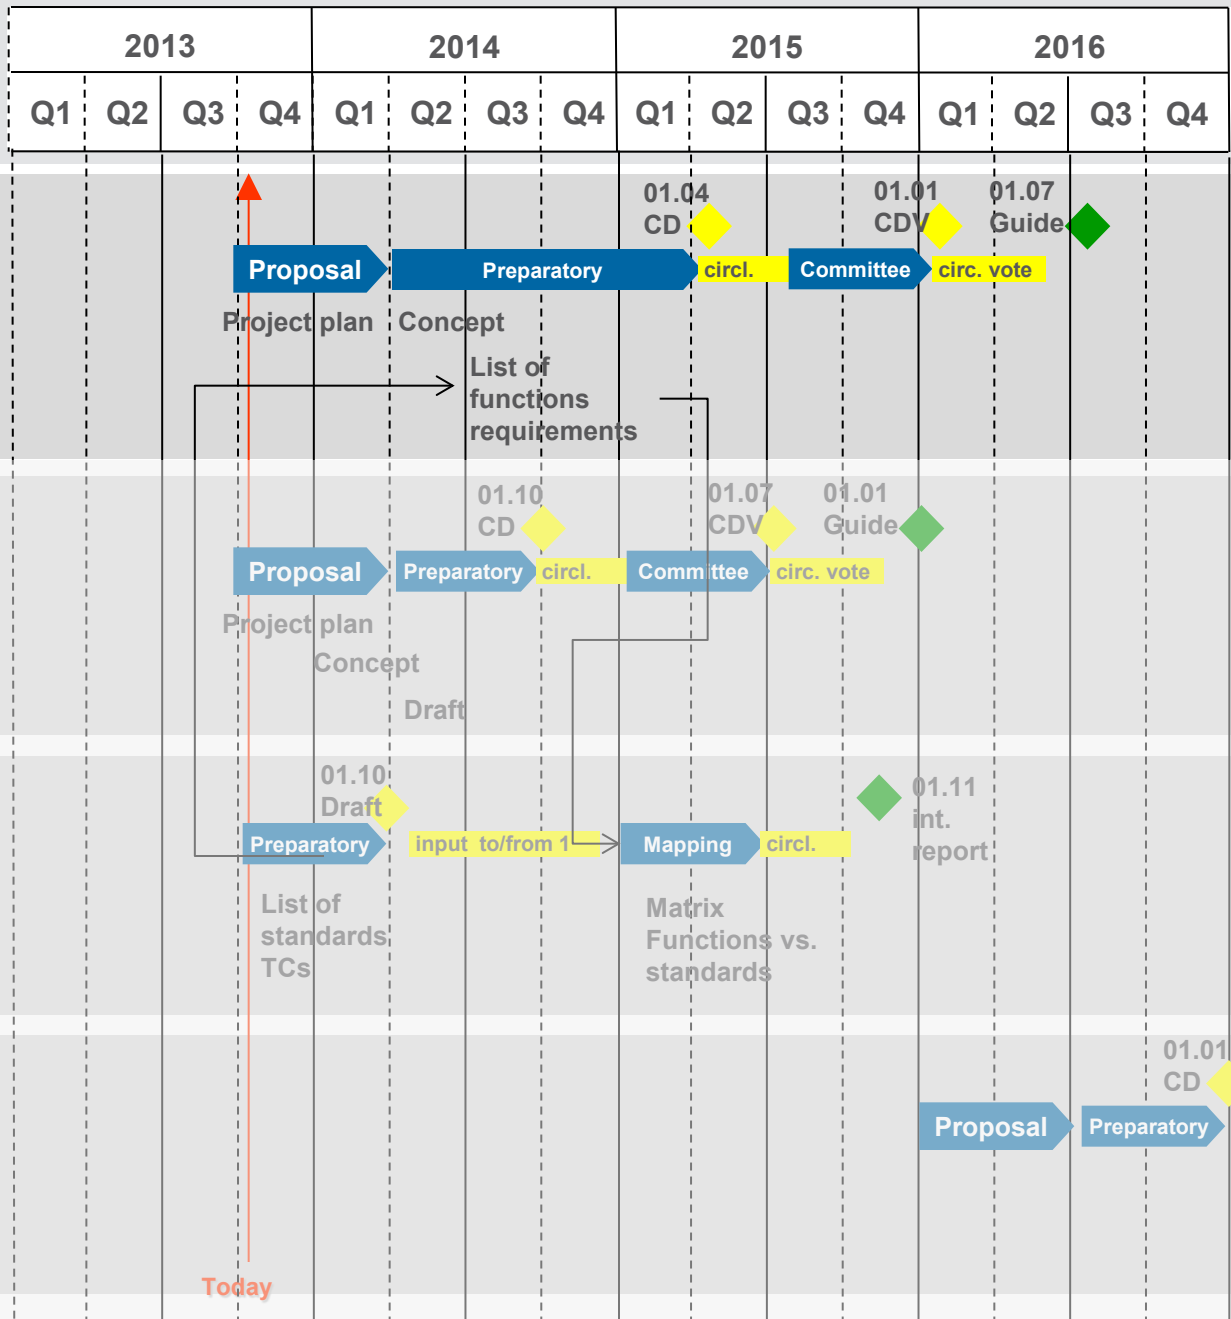 2013 2014 2015 2016
Q1 Q2 Q3 Q4 Q1 Q2 Q3 Q4 Q1 Q2 Q3 Q4 Q1 Q2 Q3 Q4
01.04
CD
01.01
CDV
01.07
Guide
Proposal
Preparatory
circl.
Committee
circ. vote
Project plan
Concept
List of
functions
requirements
01.10
CD
01.07
CDV
01.01
Guide
Proposal
Preparatory
circl.
Committee
circ. vote
Project plan
Concept
Draft
01.10
Draft
01.11
int.
report
Preparatory
input to/from 1
Mapping
circl.
List of
standards
TCs
Matrix
Functions vs.
standards
01.01
CD
Proposal
Preparatory
Today